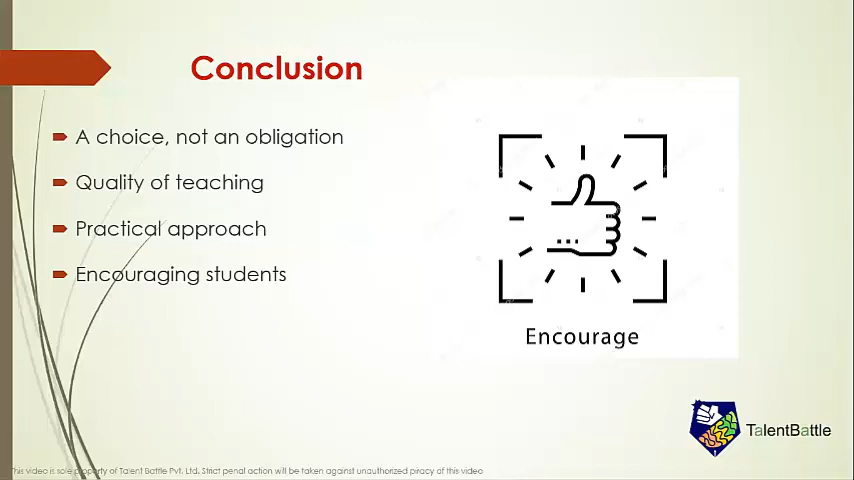 Conclusion
A choice, not an obligation
Quality of teaching
Practical approach
Encouraging students
Encourage
TalentBattle
This video is sole property of Talent Battle Pvt. Ltd. Strict penal action will be taken against unauthorized piracy of this video